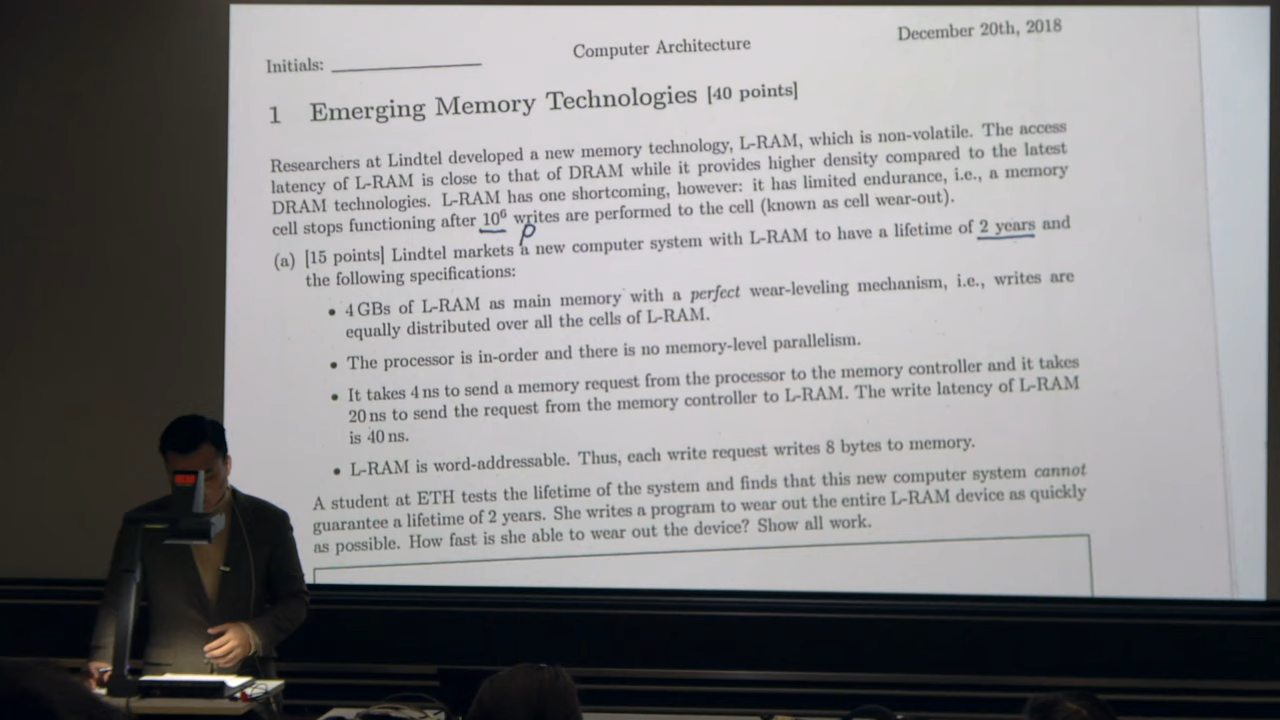 December 20th, 2018
Computer Architecture
Initials:
1 Emerging Memory Technologies [40 points]
Researchers at Lindtel developed a new memory technology, L-RAM, which is non-volatile. The access
latency of L-RAM is close to that of DRAM while it provides higher density compared to the latest
DRAM technologies. L-RAM has one shortcoming, however: it has limited endurance, i.e., a memory
cell stops functioning after 10⁶ writes are performed to the cell (known as cell wear-out).
(a) [15 points] Lindtel markets a new computer system with L-RAM to have a lifetime of 2 years and
the following specifications:
• 4 GBs of L-RAM as main memory with a perfect wear-leveling mechanism, i.e., writes are
equally distributed over all the cells of L-RAM.
• The processor is in-order and there is no memory-level parallelism.
• It takes 4 ns to send a memory request from the processor to the memory controller and it takes
20 ns to send the request from the memory controller to L-RAM. The write latency of L-RAM
is 40 ns.
• L-RAM is word-addressable. Thus, each write request writes 8 bytes to memory.
A student at ETH tests the lifetime of the system and finds that this new computer system cannot
guarantee a lifetime of 2 years. She writes a program to wear out the entire L-RAM device as quickly
as possible. How fast is she able to wear out the device? Show all work.